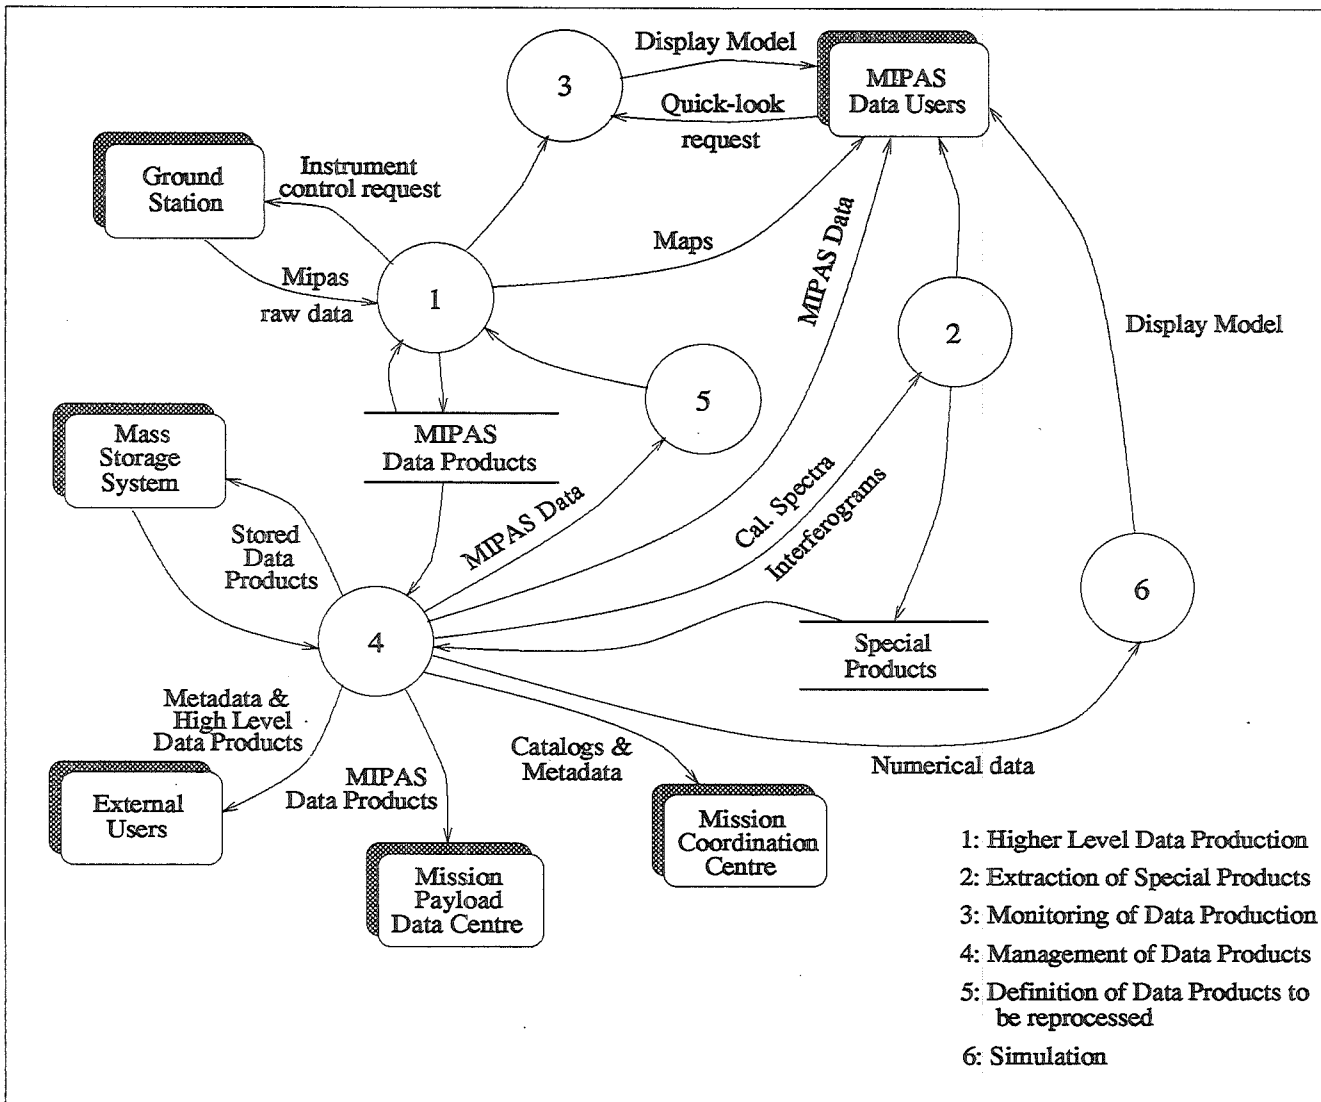 Display Model
3
MIPAS
Data Users
Quick-look
request
Ground
Station
Instrument
control request
Maps
MIPAS Data
Mipas
raw data
1
2
Display Model
5
Mass
Storage
System
MIPAS
Data Products
MIPAS Data
Cal. Spectra
Interferograms
Stored
Data
Products
6
4
Special
Products
Metadata &
High Level
Data Products
Catalogs &
Metadata
Numerical data
MIPAS
Data Products
External
Users
Mission
Coordination
Centre
Mission
Payload
Data Centre
1: Higher Level Data Production
2: Extraction of Special Products
3: Monitoring of Data Production
4: Management of Data Products
5: Definition of Data Products to
be reprocessed
6: Simulation